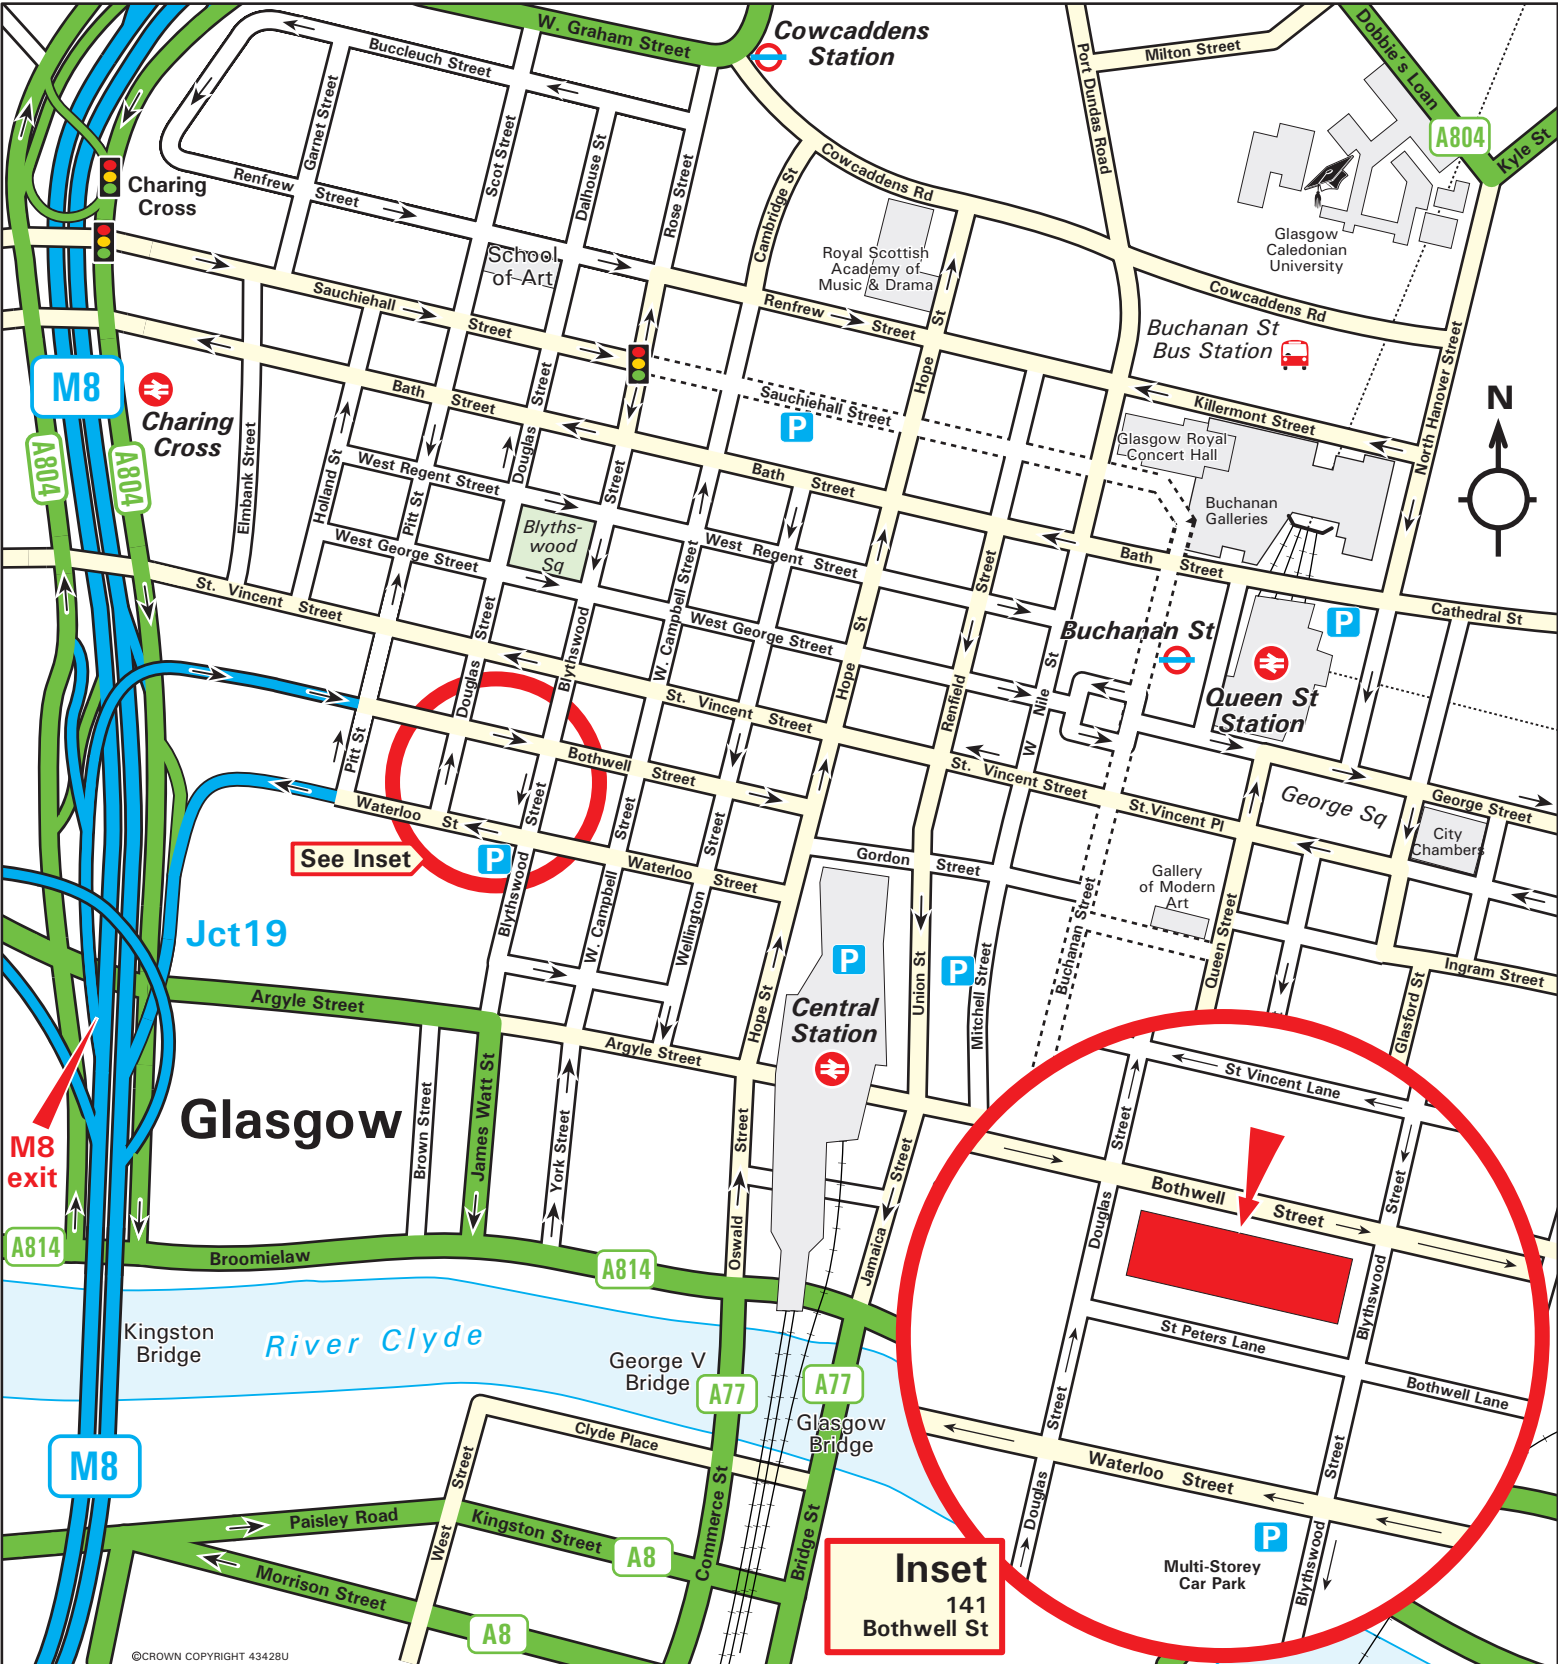 W. Graham Street
Cowcaddens
Station
Buccleuch Street
Garnet Street
Scot Street
Dalhouse St
Rose Street
Renfrew Street
Charing
Cross
School
of Art
Cambridge St
Cowcaddens Rd
Port Dundas Road
Milton Street
Dobbie's Loan
A804
Kyle St
Glasgow
Caledonian
University
Royal Scottish
Academy of
Music & Drama
Renfrew Street
Hope St
Cowcaddens Rd
Buchanan St
Bus Station
Killermont Street
North Hanover Street
N
Sauchiehall Street
Sauchiehall Street
P
M8
Charing
Cross
A804
A804
Elmbank Street
Holland St
Pitt St
Bath Street
Douglas Street
West Regent Street
West George Street
Blyths-
wood
Sq
Street
Bath Street
West Regent Street
W. Campbell Street
West George Street
Glasgow Royal
Concert Hall
Buchanan
Galleries
Bath Street
Cathedral St
P
Buchanan St
Queen St
Station
St. Vincent Street
Douglas Street
Blythswood
St. Vincent Street
Hope St
Renfield Street
W Nile St
St. Vincent Street
St.Vincent Pl
George Sq
George Street
City
Chambers
Pitt St
Bothwell Street
Waterloo St
Street
Street
Street
See Inset
P
Waterloo Street
Blythswood
W. Campbell
Wellington
Gordon Street
Gallery
of Modern
Art
Buchanan Street
Queen Street
Ingram Street
Glasford St
Jct19
Argyle Street
Argyle Street
Hope St
P
Central
Station
Union St
P
Mitchell Street
Glasgow
M8
exit
Brown Street
James Watt St
York Street
Oswald Street
Jamaica Street
A814
Broomielaw
A814
Kingston
Bridge
River Clyde
George V
Bridge
A77
A77
Glasgow
Bridge
M8
Clyde Place
West Street
Paisley Road
Kingston Street
A8
Commerce St
Bridge St
Morrison Street
A8
St Vincent Lane
Douglas Street
Bothwell Street
Blythswood Street
St Peters Lane
Bothwell Lane
Douglas Street
Waterloo Street
Blythswood Street
P
Multi-Storey
Car Park
Inset
141
Bothwell St
©CROWN COPYRIGHT 43428U